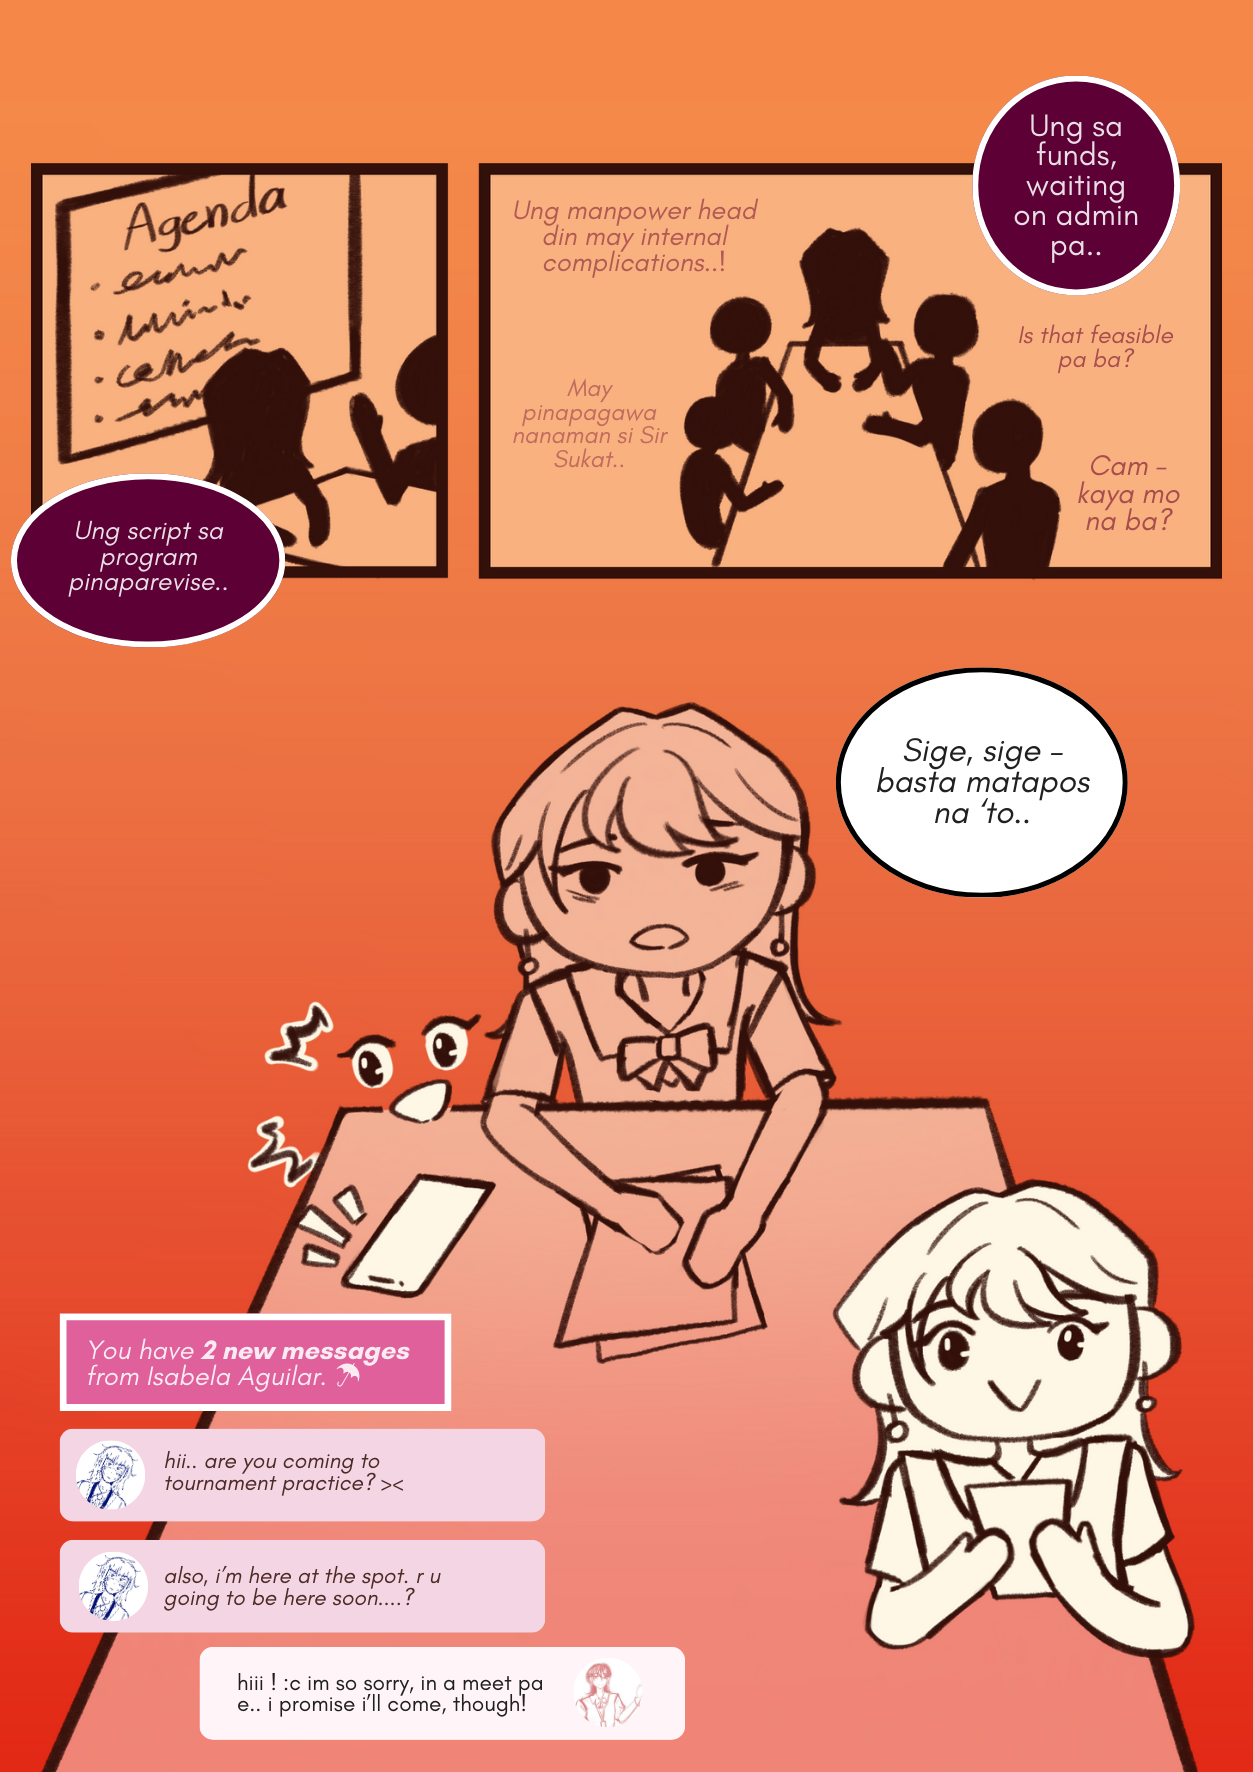 Agenda
Ung script sa
program
pinaparevise..
Ung manpower head
din may internal
complications..!
Ung sa
funds,
waiting
on admin
pa..
Is that feasible
pa ba?
May
pinapagawa
nanaman si Sir
Sukat..
Cam -
kaya mo
na ba?
Sige, sige -
basta matapos
na ‘to..
You have 2 new messages
from Isabela Aguilar. ☂
hii.. are you coming to
tournament practice? ><
also, i’m here at the spot. r u
going to be here soon....?
hiii ! :c im so sorry, in a meet pa
e.. i promise i’ll come, though!